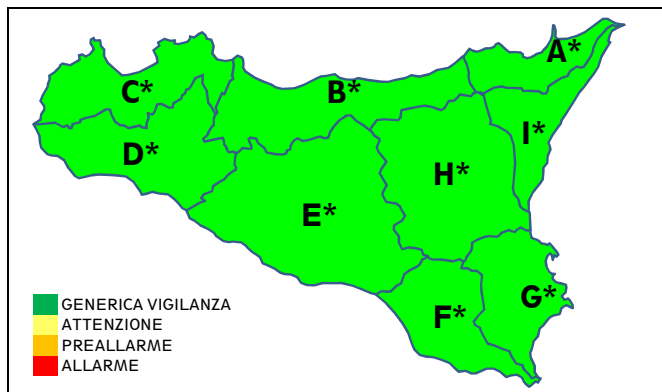 A*
C*
B*
I*
D*
H*
E*
G*
F*
GENERICA VIGILANZA
ATTENZIONE
PREALLARME
ALLARME